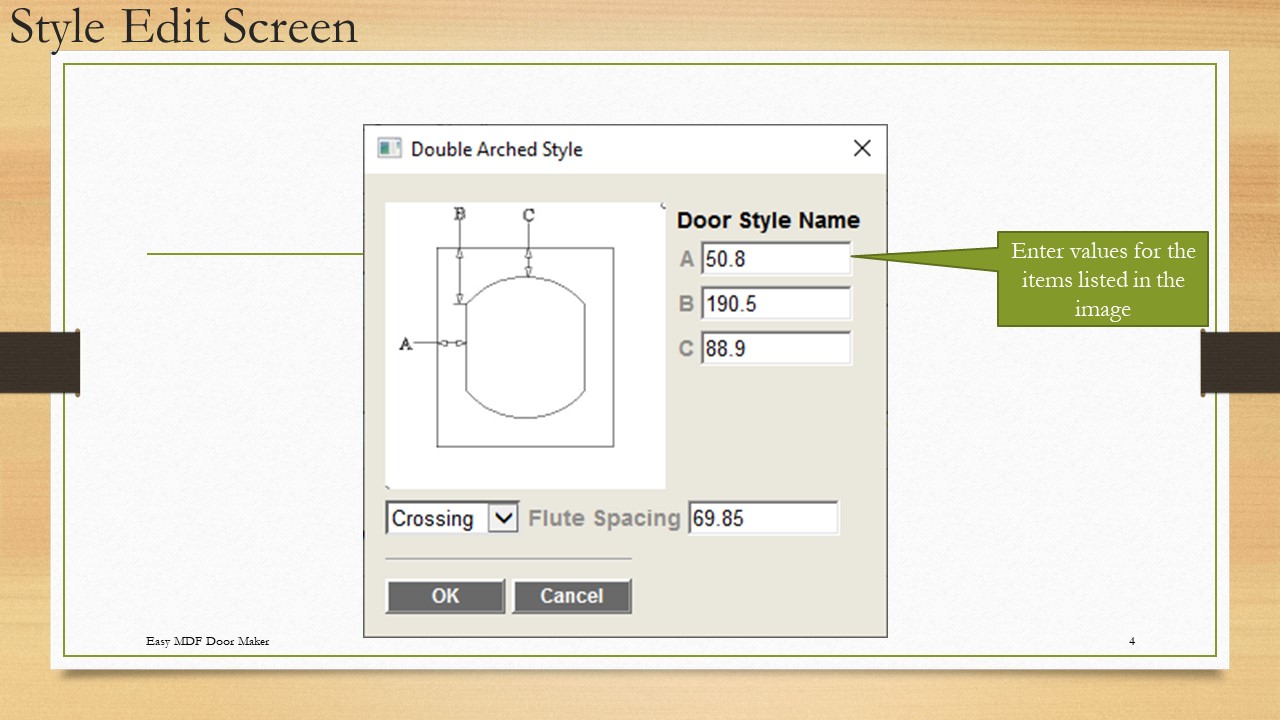 Style Edit Screen
Double Arched Style
B C
A
Door Style Name
A 50.8
B 190.5
C 88.9
Enter values for the
items listed in the
image
Crossing Flute Spacing 69.85
OK Cancel
Easy MDF Door Maker
4